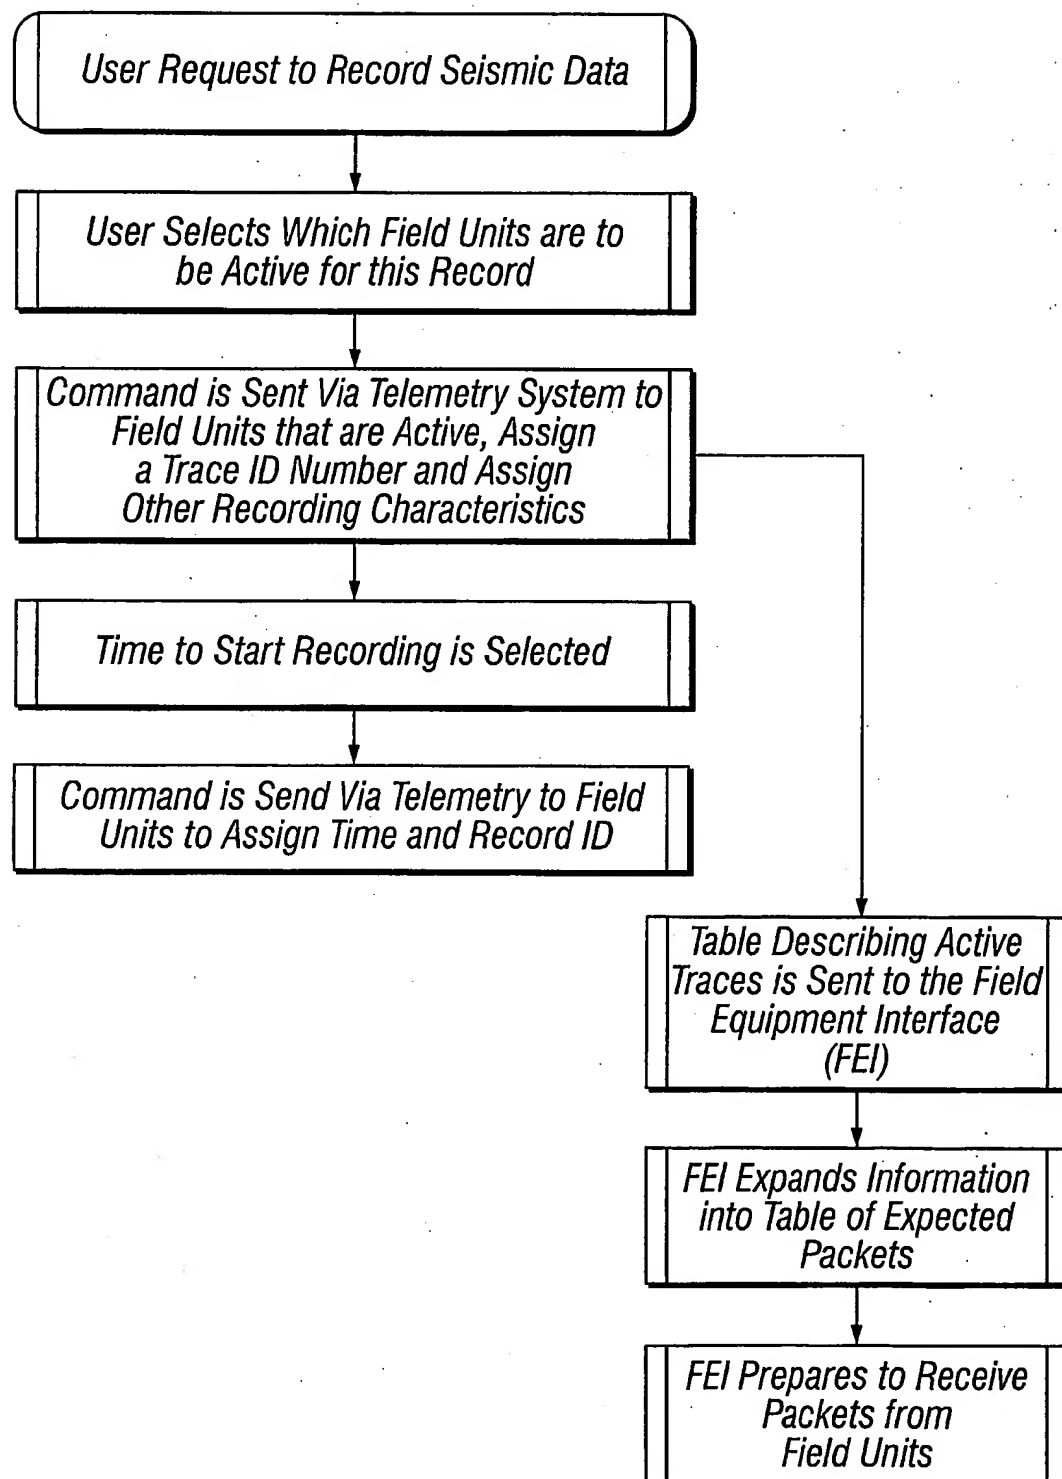 User Request to Record Seismic Data
User Selects Which Field Units are to
be Active for this Record
Command is Sent Via Telemetry System to
Field Units that are Active, Assign
a Trace ID Number and Assign
Other Recording Characteristics
Time to Start Recording is Selected
Command is Send Via Telemetry to Field
Units to Assign Time and Record ID
Table Describing Active
Traces is Sent to the Field
Equipment Interface
(FEI)
FEI Expands Information
into Table of Expected
Packets
FEI Prepares to Receive
Packets from
Field Units